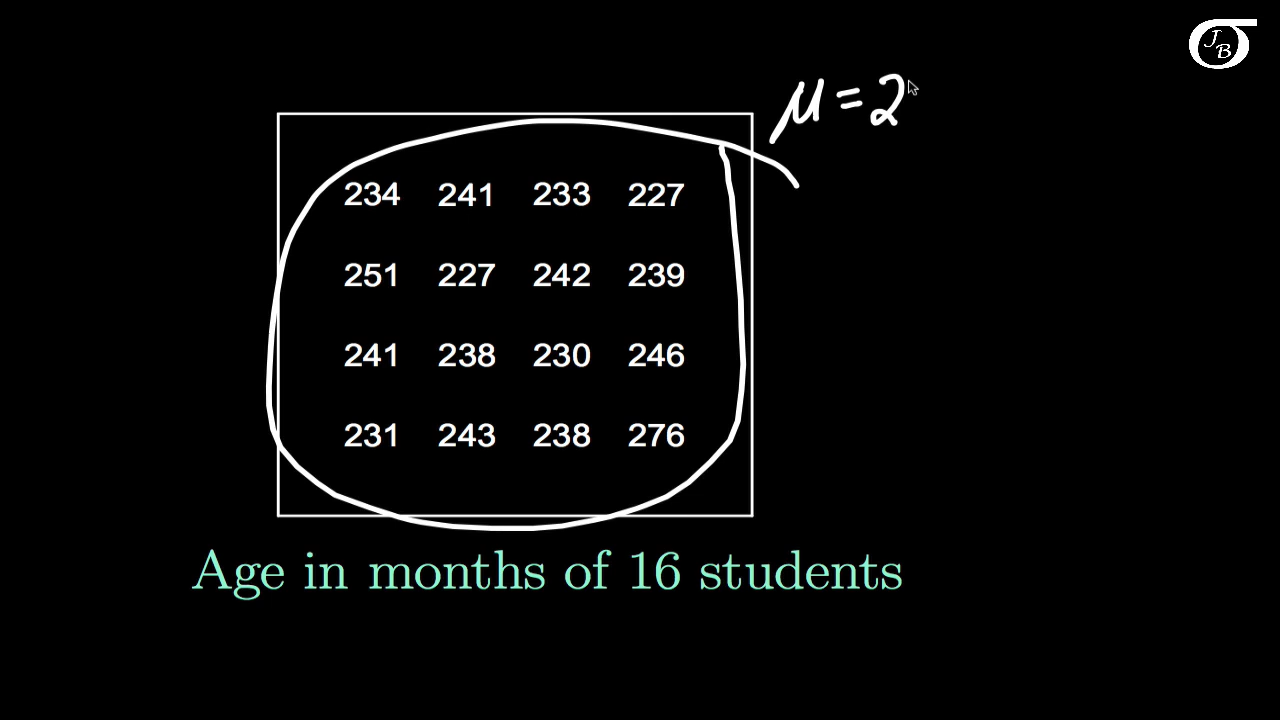 JB
μ = 2
234 241 233 227
251 227 242 239
241 238 230 246
231 243 238 276
Age in months of 16 students